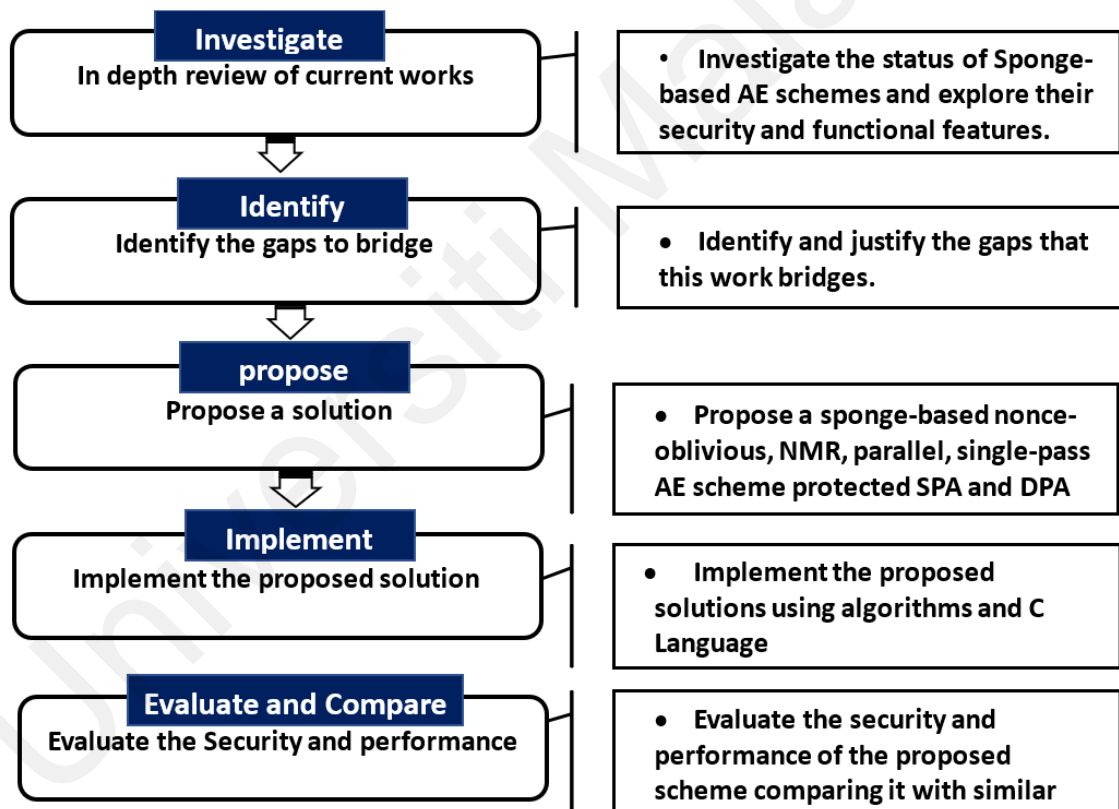 Investigate
In depth review of current works
• Investigate the status of Sponge-
based AE schemes and explore their
security and functional features.
Identify
Identify the gaps to bridge
• Identify and justify the gaps that
this work bridges.
propose
Propose a solution
• Propose a sponge-based nonce-
oblivious, NMR, parallel, single-pass
AE scheme protected SPA and DPA
Implement
Implement the proposed solution
• Implement the proposed
solutions using algorithms and C
Language
Evaluate and Compare
Evaluate the Security and performance
• Evaluate the security and
performance of the proposed
scheme comparing it with similar
Universiti Mala